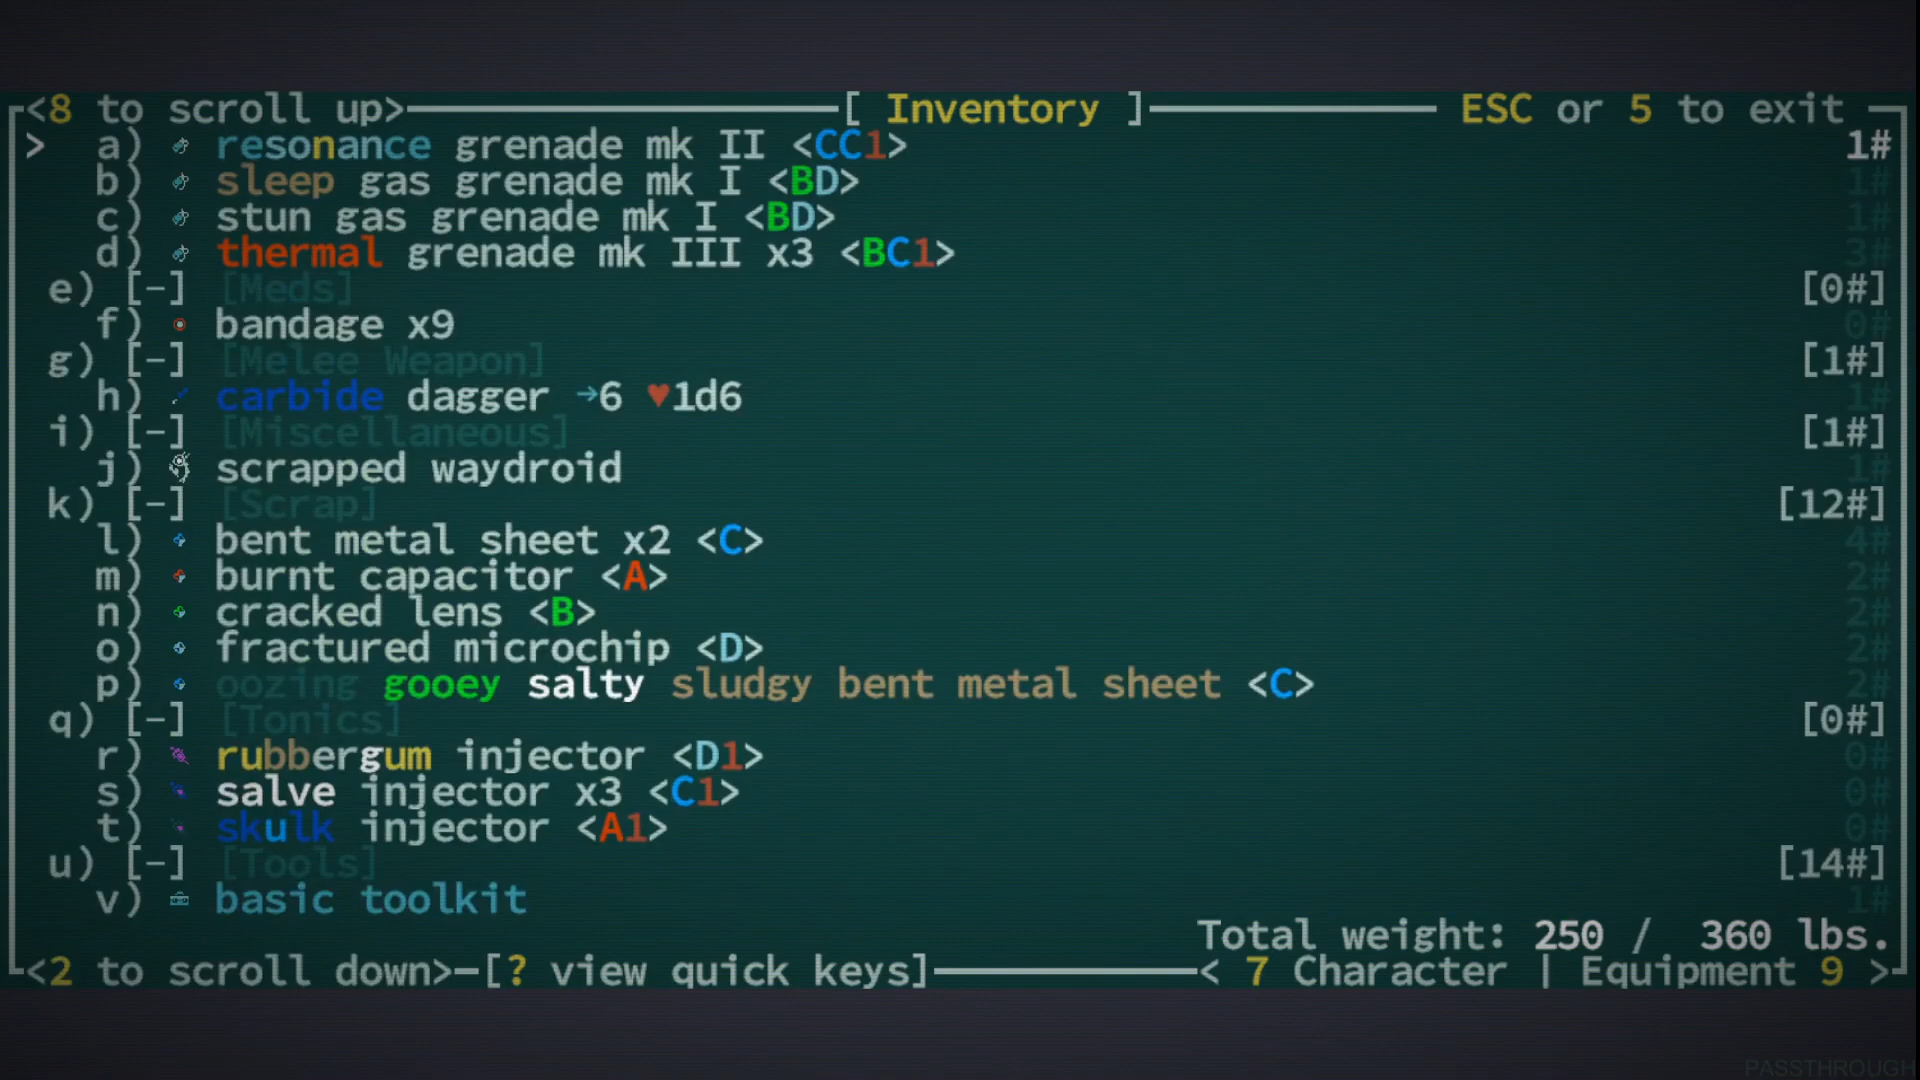 <8 to scroll up> [ Inventory ] ESC or 5 to exit
> a) resonance grenade mk II <CC1> 1#
b) sleep gas grenade mk I <BD> 1#
c) stun gas grenade mk I <BD> 1#
d) thermal grenade mk III x3 <BC1> 3#
e) [-] [Meds] [0#]
f) bandage x9 0#
g) [-] [Melee Weapon] [1#]
h) carbide dagger →6 ♥1d6 1#
i) [-] [Miscellaneous] [1#]
j) scrapped waydroid 1#
k) [-] [Scrap] [12#]
l) bent metal sheet x2 <C> 4#
m) burnt capacitor <A> 2#
n) cracked lens <B> 2#
o) fractured microchip <D> 2#
p) oozing gooey salty sludgy bent metal sheet <C> 2#
q) [-] [Tonics] [0#]
r) rubbergum injector <D1> 0#
s) salve injector x3 <C1> 0#
t) skulk injector <A1> 0#
u) [-] [Tools] [14#]
v) basic toolkit 1#
Total weight: 250 / 360 lbs.
<2 to scroll down> [? view quick keys] < 7 Character | Equipment 9 >
PASSTHROUGH